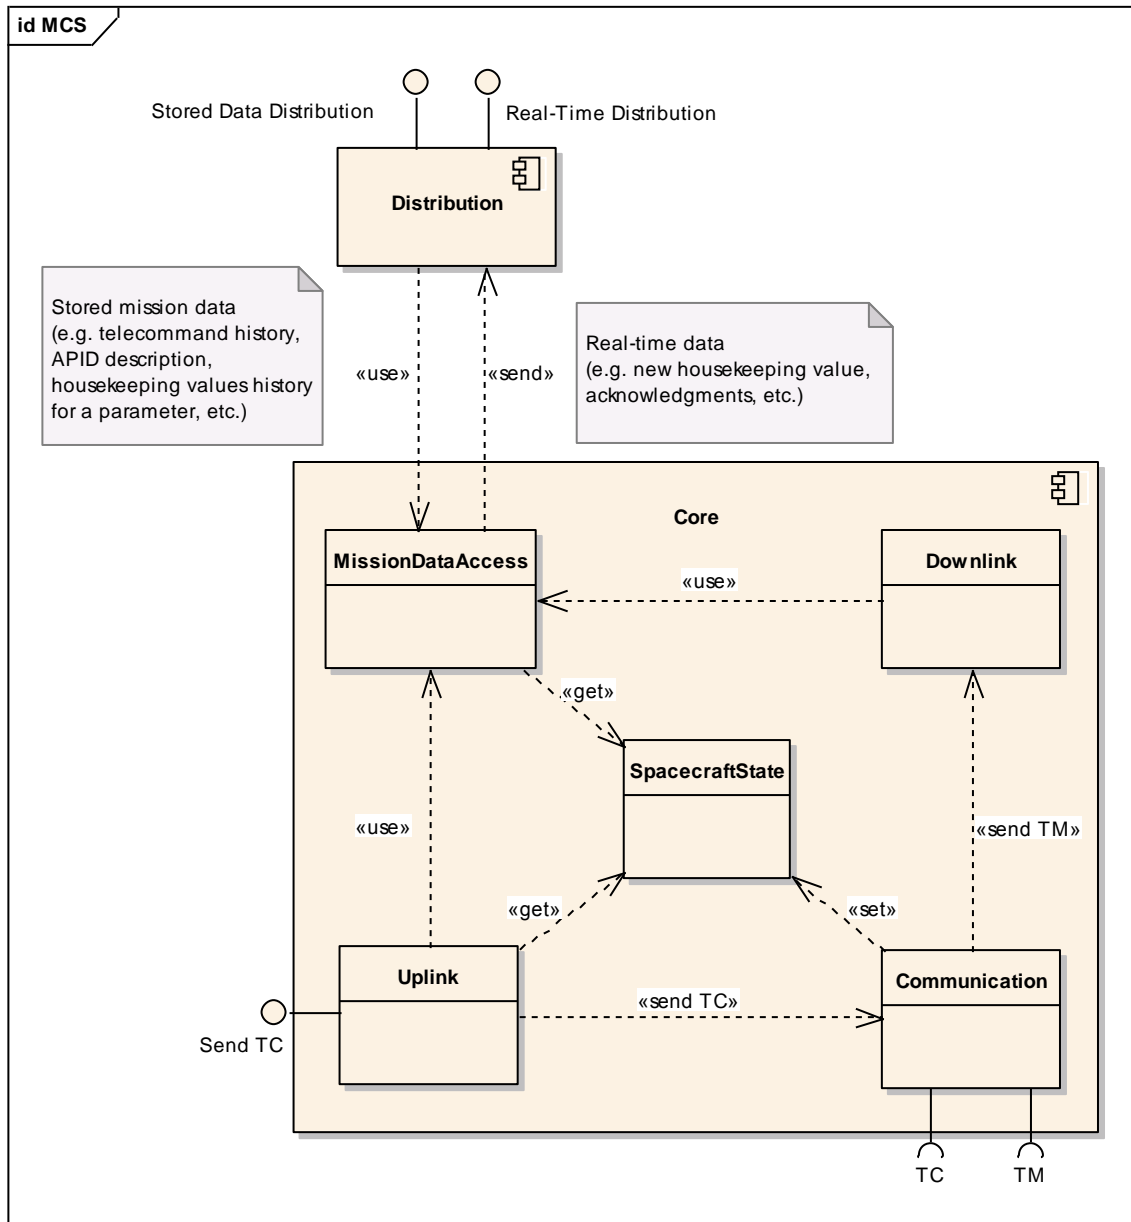 id MCS
Stored Data Distribution
Real-Time Distribution
Distribution
Stored mission data
(e.g. telecommand history,
APID description,
housekeeping values history
for a parameter, etc.)
«use»
«send»
Real-time data
(e.g. new housekeeping value,
acknowledgments, etc.)
Core
MissionDataAccess
Downlink
«use»
«get»
SpacecraftState
«use»
«send TM»
«get»
«set»
Uplink
Communication
«send TC»
Send TC
TC
TM